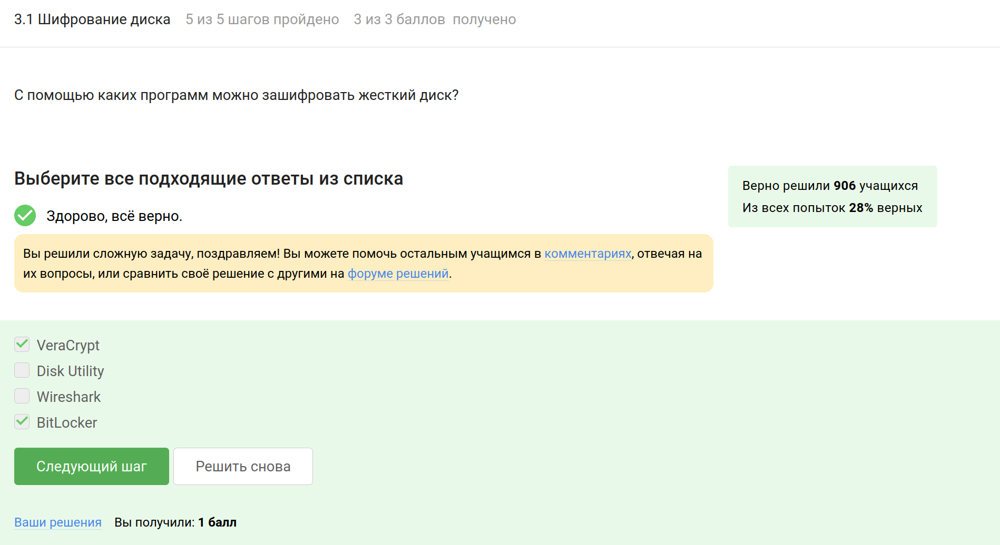 3.1 Шифрование диска 5 из 5 шагов пройдено 3 из 3 баллов получено
С помощью каких программ можно зашифровать жесткий диск?
Выберите все подходящие ответы из списка
Верно решили 906 учащихся
Из всех попыток 28% верных
Здорово, всё верно.
Вы решили сложную задачу, поздравляем! Вы можете помочь остальным учащимся в комментариях, отвечая на
их вопросы, или сравнить своё решение с другими на форуме решений.
VeraCrypt
Disk Utility
Wireshark
BitLocker
Следующий шаг Решить снова
Ваши решения Вы получили: 1 балл